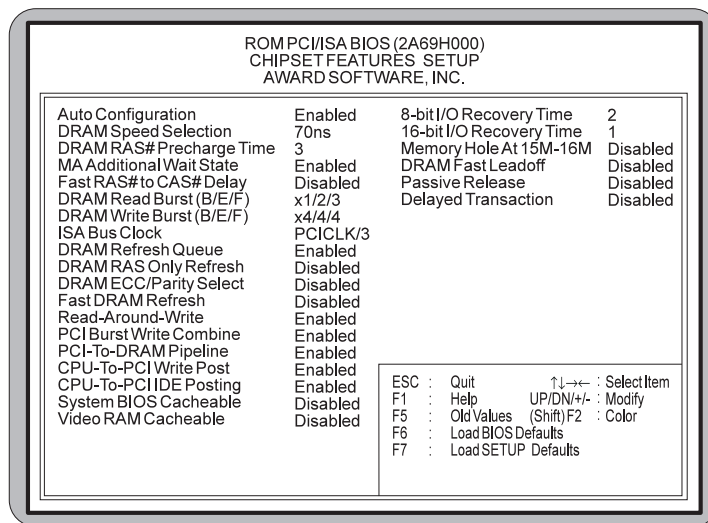 ROM PCI/ISA BIOS (2A69H000)
CHIPSET FEATURES SETUP
AWARD SOFTWARE, INC.
Auto Configuration Enabled
DRAM Speed Selection 70ns
DRAM RAS# Precharge Time 3
MA Additional Wait State Enabled
Fast RAS# to CAS# Delay Disabled
DRAM Read Burst (B/E/F) x1/2/3
DRAM Write Burst (B/E/F) x4/4/4
ISA Bus Clock PCICLK/3
DRAM Refresh Queue Enabled
DRAM RAS Only Refresh Disabled
DRAM ECC/Parity Select Disabled
Fast DRAM Refresh Disabled
Read-Around-Write Enabled
PCI Burst Write Combine Enabled
PCI-To-DRAM Pipeline Enabled
CPU-To-PCI Write Post Enabled
CPU-To-PCI IDE Posting Enabled
System BIOS Cacheable Disabled
Video RAM Cacheable Disabled
8-bit I/O Recovery Time 2
16-bit I/O Recovery Time 1
Memory Hole At 15M-16M Disabled
DRAM Fast Leadoff Disabled
Passive Release Disabled
Delayed Transaction Disabled
ESC : Quit ↑↓→← : Select Item
F1 : Help UP/DN/+/- : Modify
F5 : Old Values (Shift) F2 : Color
F6 : Load BIOS Defaults
F7 : Load SETUP Defaults